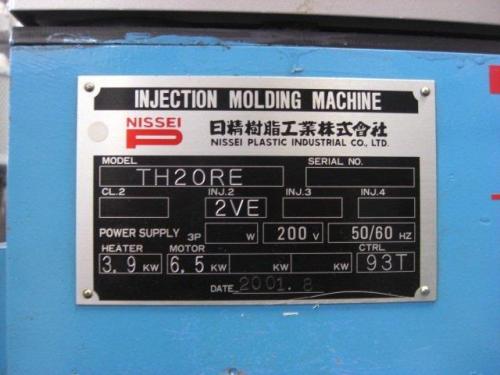 INJECTION MOLDING MACHINE
NISSEI
P
日精樹脂工業株式會社
NISSEI PLASTIC INDUSTRIAL CO., LTD.
MODEL TH20RE SERIAL NO.
CL.2 INJ.2 2VE INJ.3 INJ.4
POWER SUPPLY 3P W 200 V 50/60 HZ
HEATER MOTOR CTRL
3.9 KW 6.5 KW KW KW 93T
DATE 2001.8